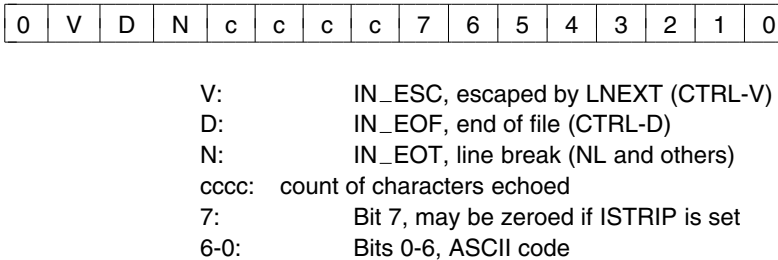 0 V D N c c c c 7 6 5 4 3 2 1 0
V: IN_ESC, escaped by LNEXT (CTRL-V)
D: IN_EOF, end of file (CTRL-D)
N: IN_EOT, line break (NL and others)
cccc: count of characters echoed
7: Bit 7, may be zeroed if ISTRIP is set
6-0: Bits 0-6, ASCII code